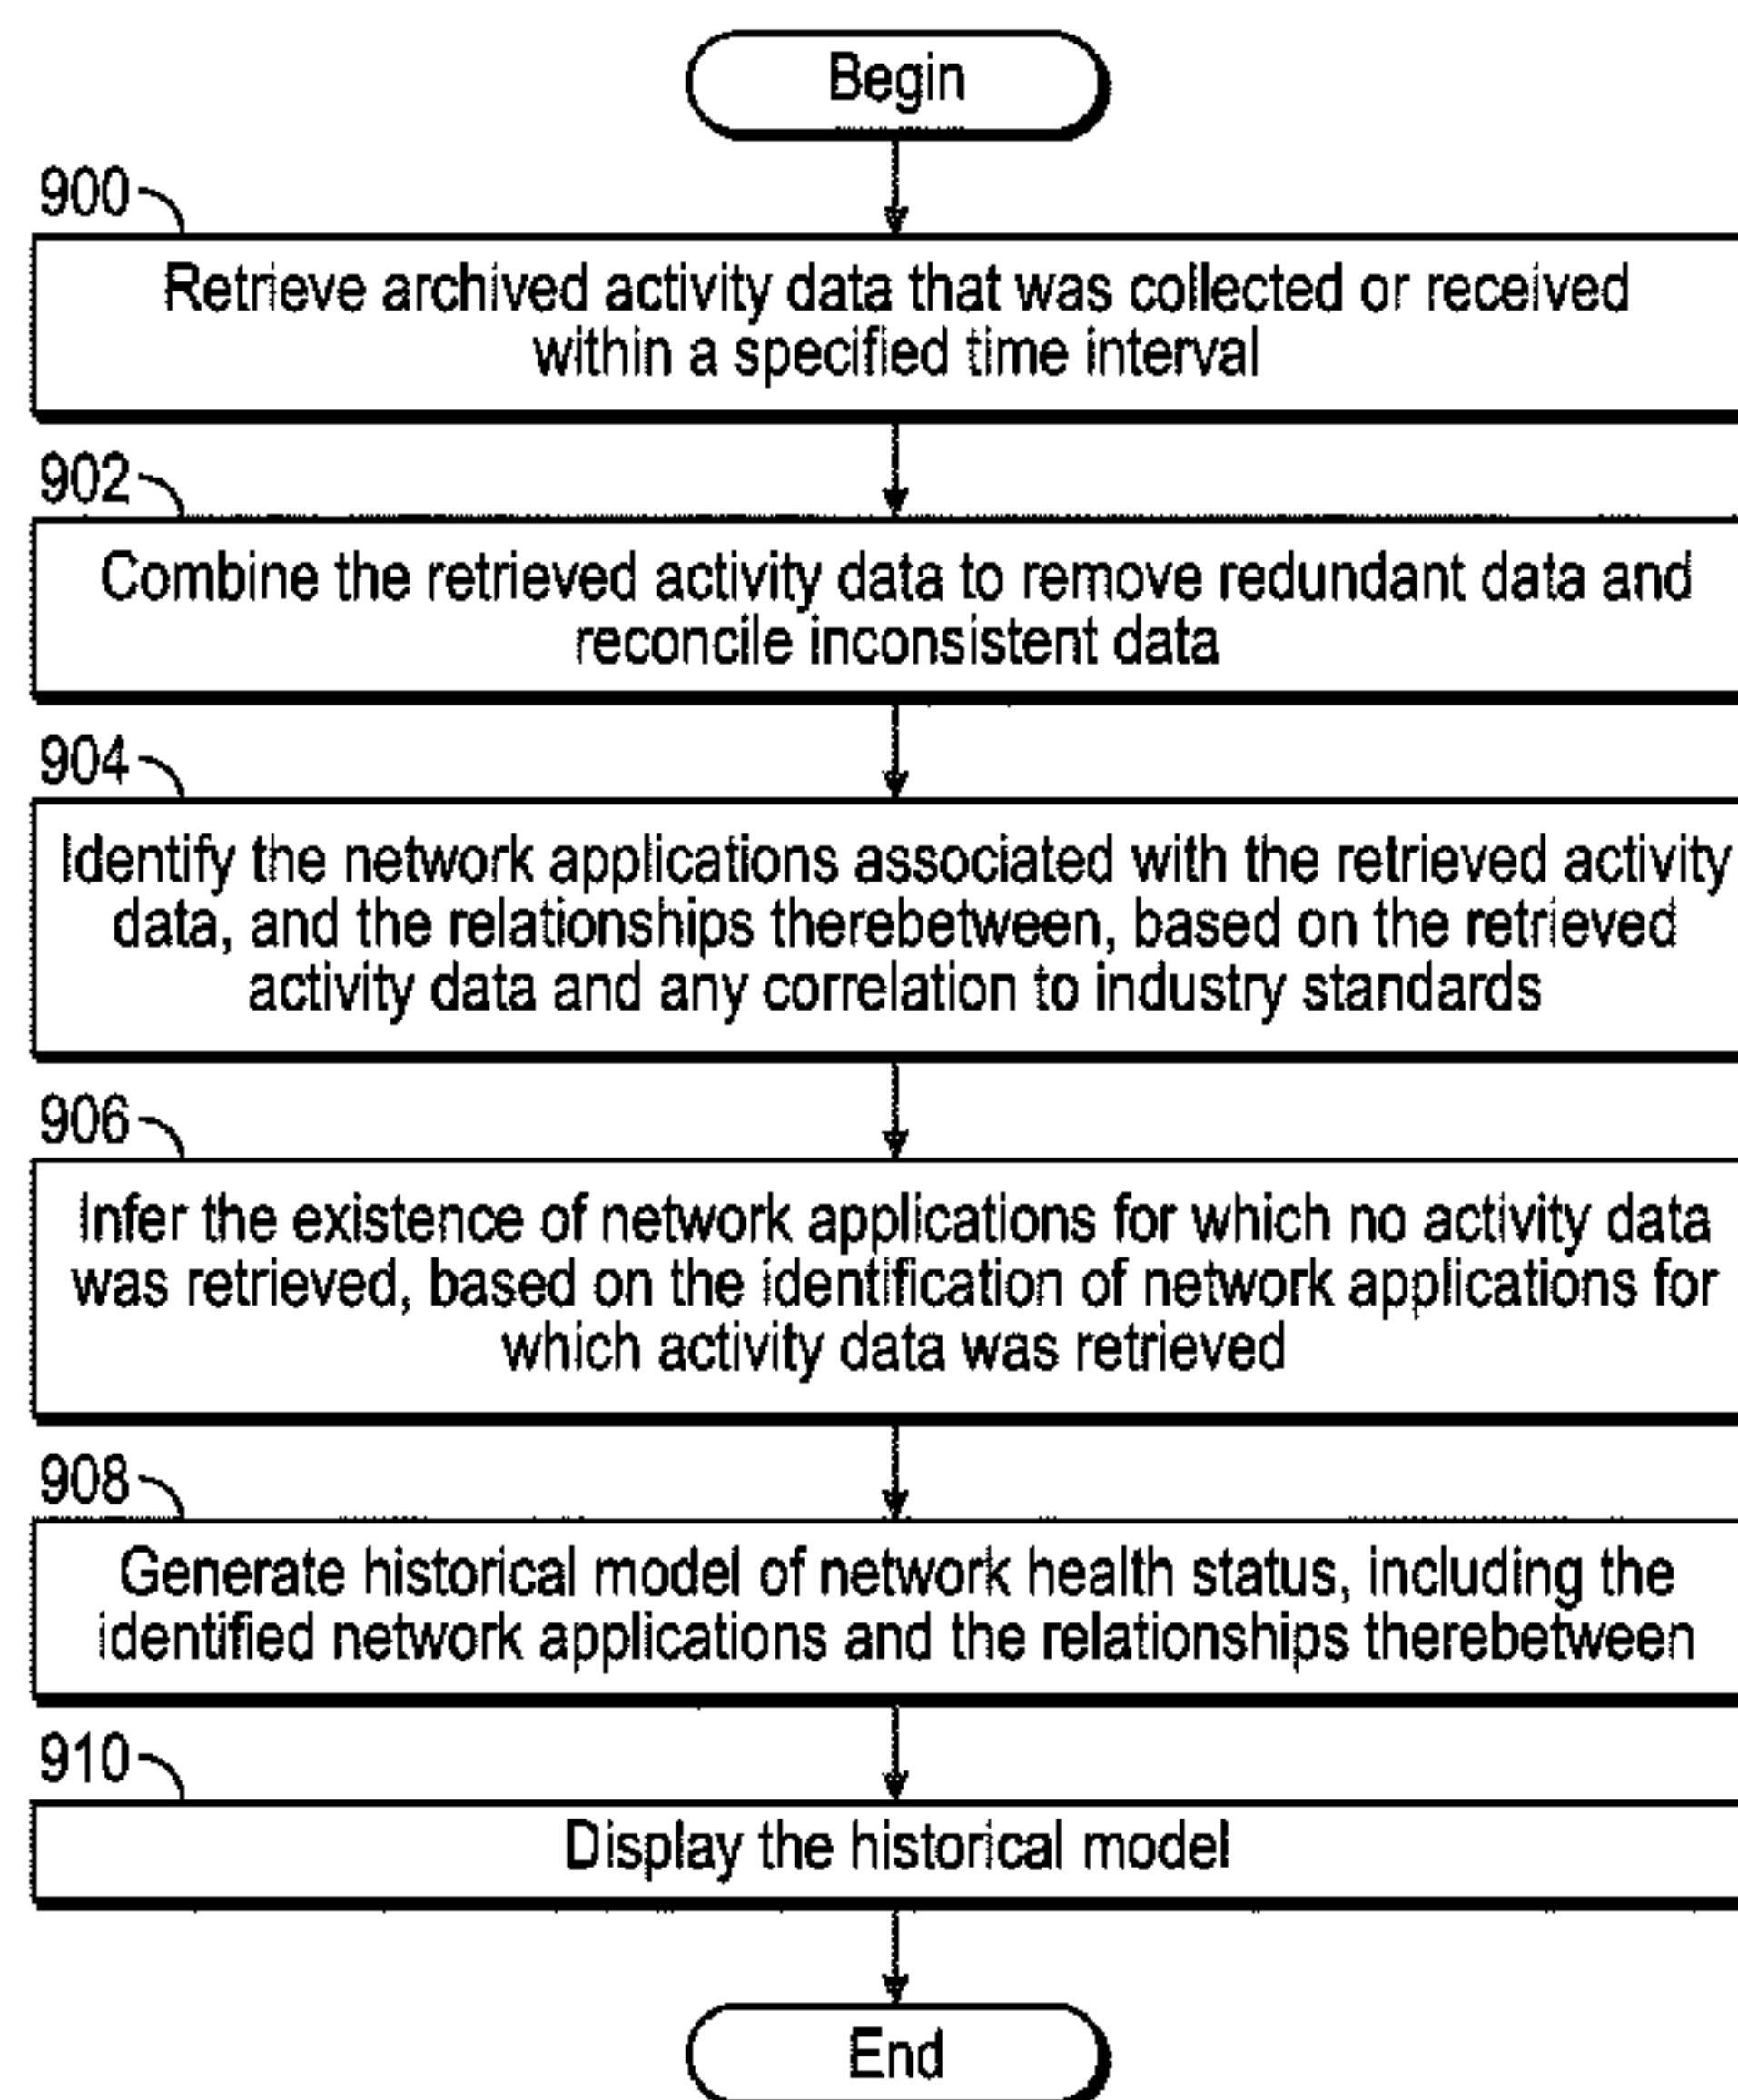 Begin
900
Retrieve archived activity data that was collected or received
within a specified time interval
902
Combine the retrieved activity data to remove redundant data and
reconcile inconsistent data
904
Identify the network applications associated with the retrieved activity
data, and the relationships therebetween, based on the retrieved
activity data and any correlation to industry standards
906
Infer the existence of network applications for which no activity data
was retrieved, based on the identification of network applications for
which activity data was retrieved
908
Generate historical model of network health status, including the
identified network applications and the relationships therebetween
910
Display the historical model
End